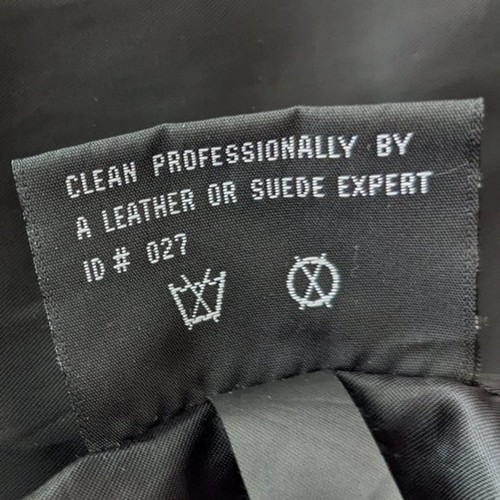 CLEAN PROFESSIONALLY BY
A LEATHER OR SUEDE EXPERT
ID # 027